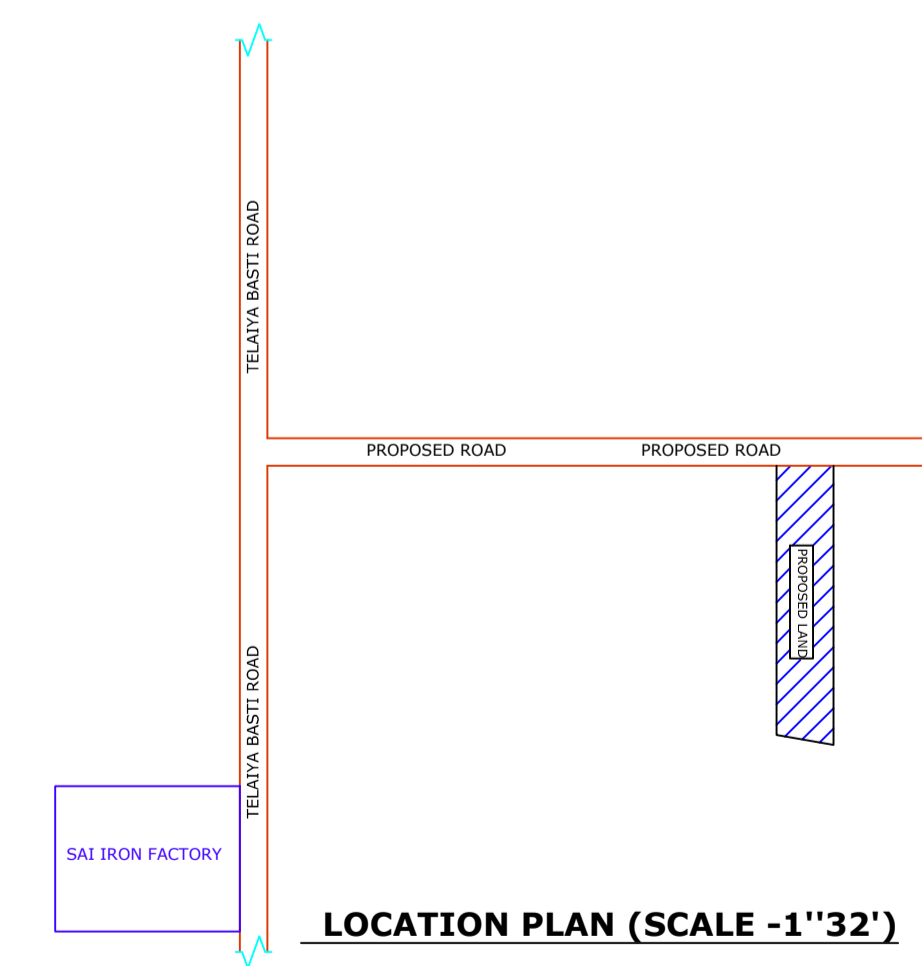 TELAIYA BASTI ROAD
PROPOSED ROAD
PROPOSED ROAD
PROPOSED LAND
TELAIYA BASTI ROAD
SAI IRON FACTORY
LOCATION PLAN (SCALE -1''32')